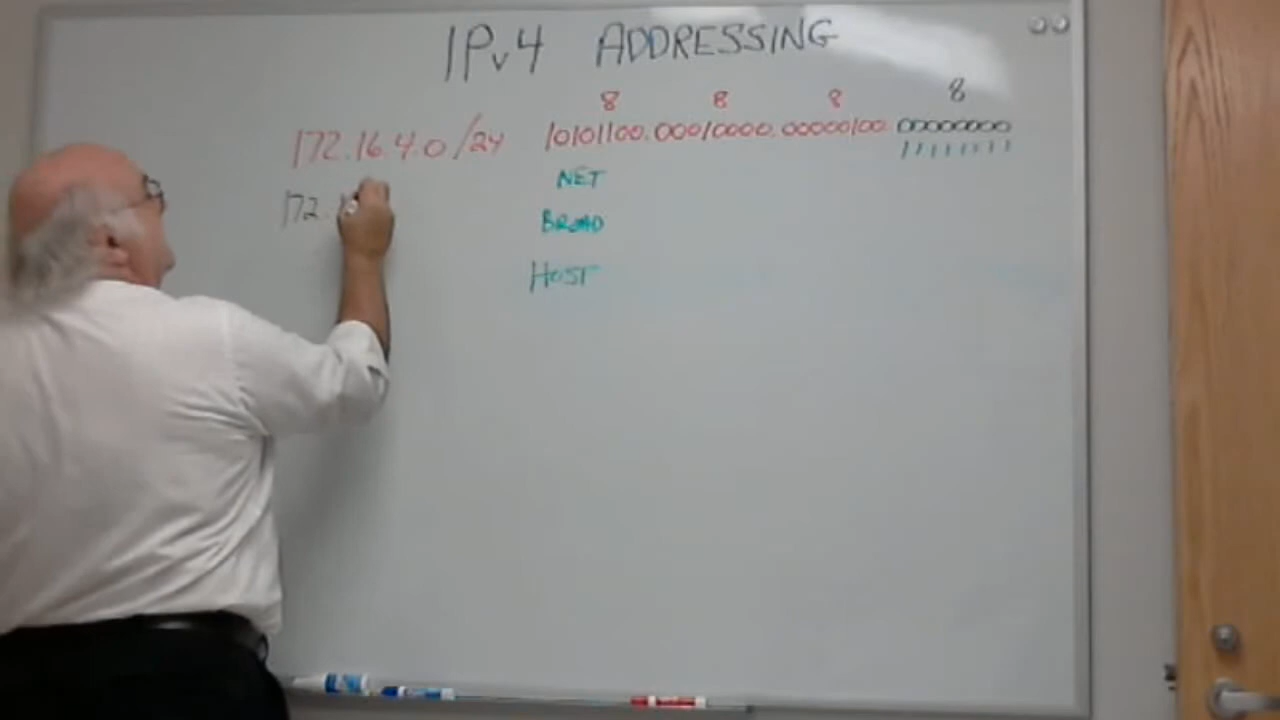 IPv4 ADDRESSING
8 8 8 8
172.16.4.0 /24 10101100.00010000.00000100.00000000
11111111
NET
172.1
BROAD
HOST